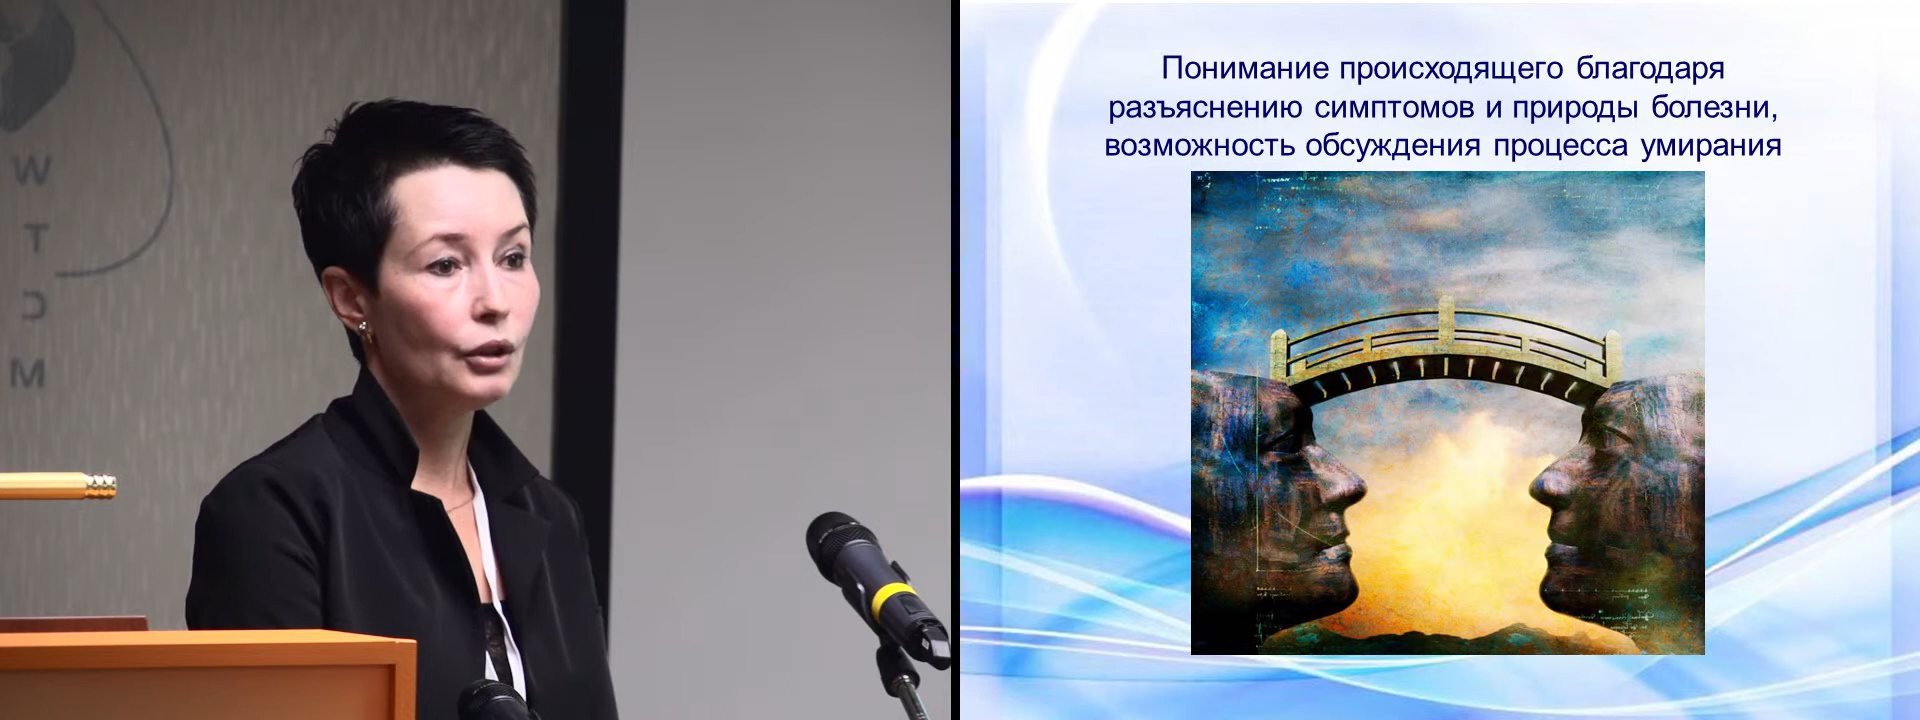 W
T
C
M
Понимание происходящего благодаря
разъяснению симптомов и природы болезни,
возможность обсуждения процесса умирания